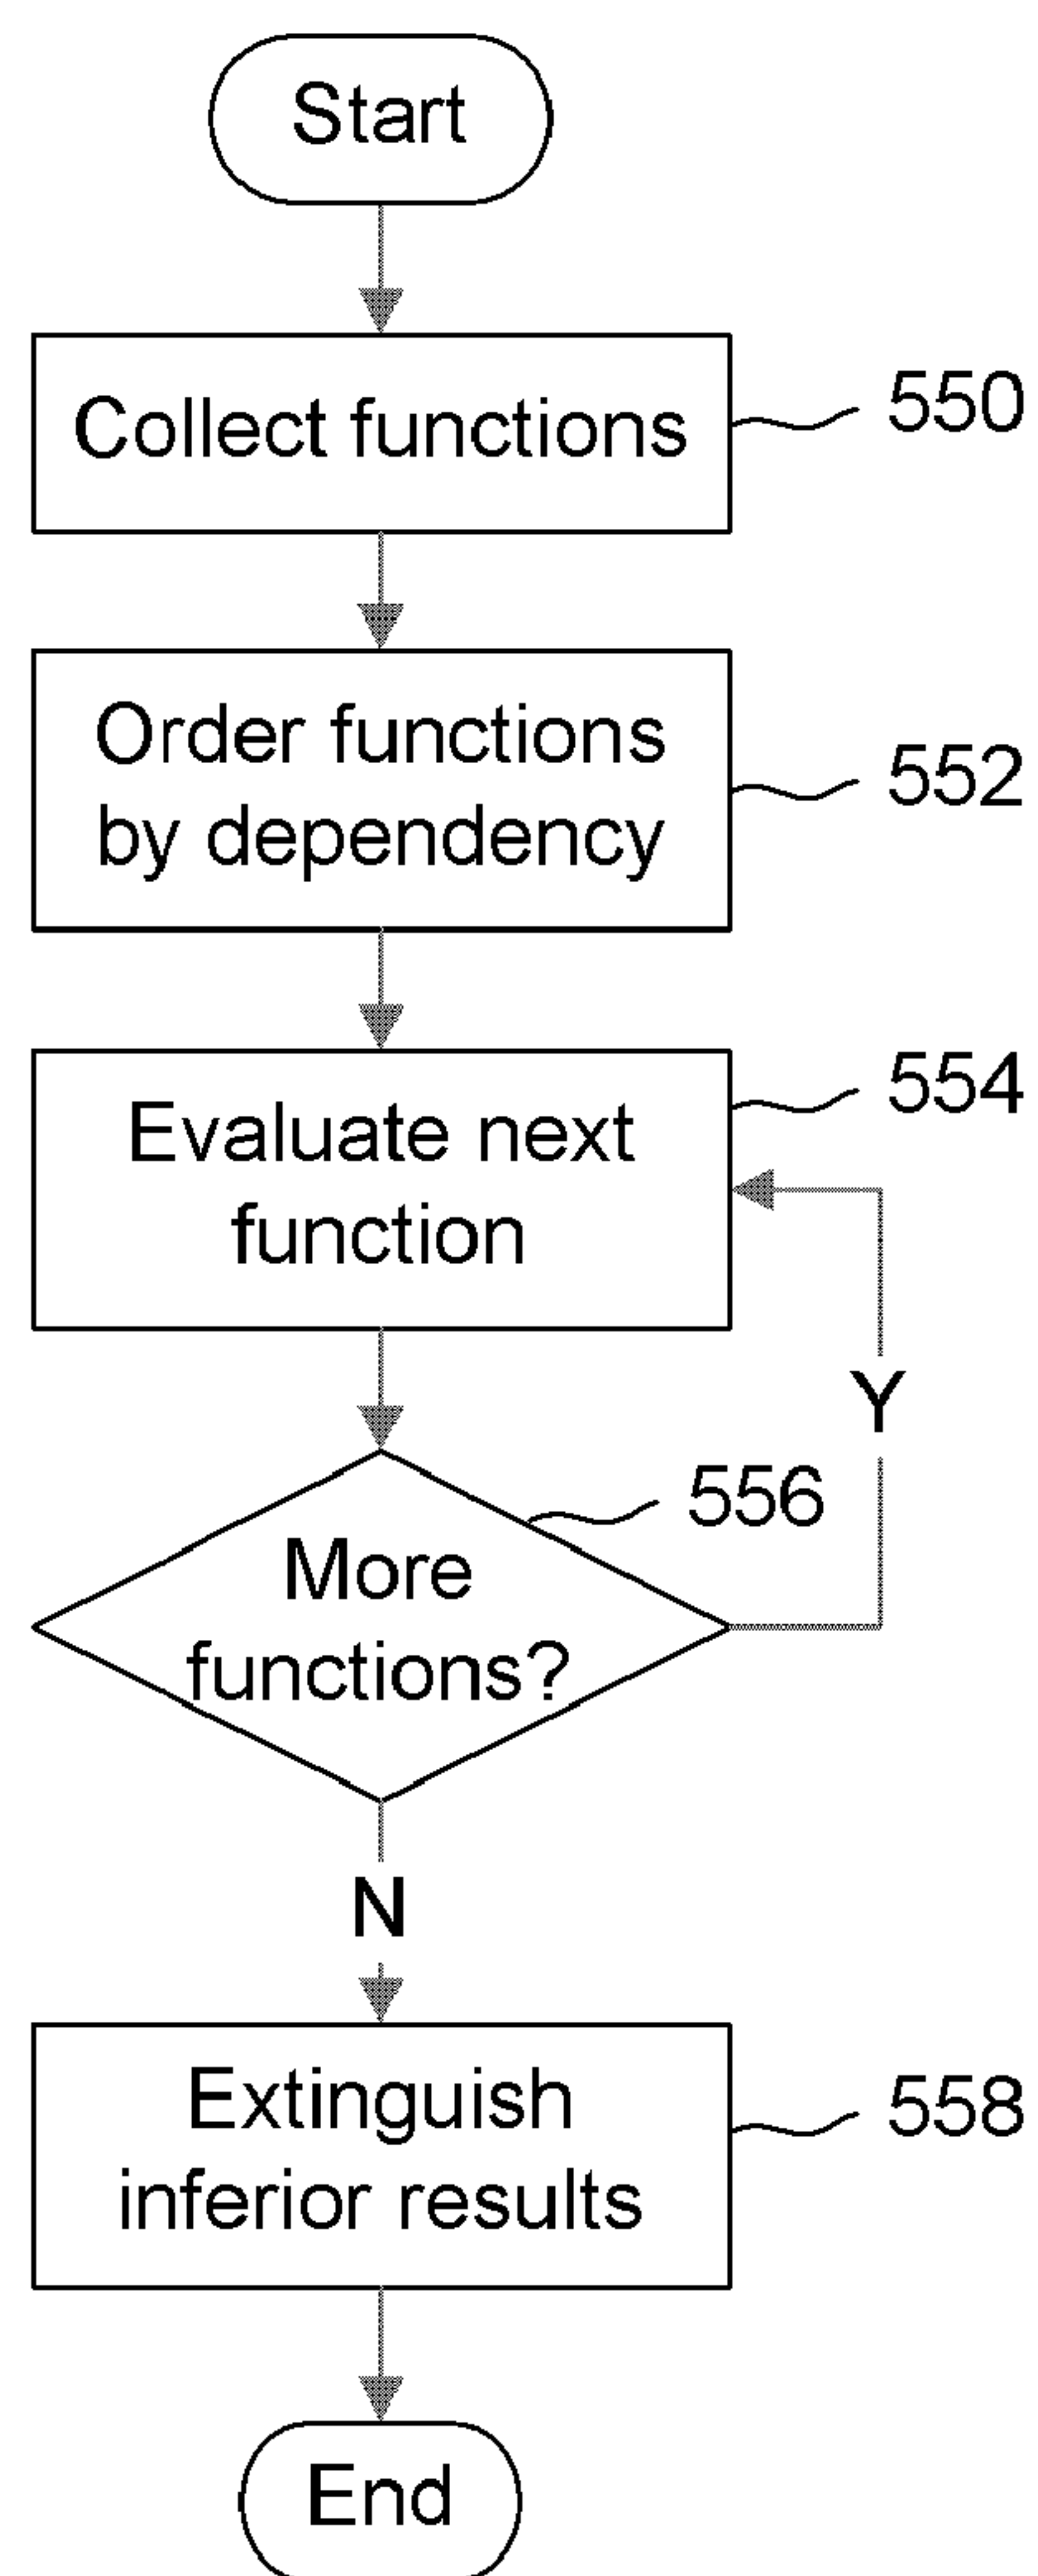 Start
Collect functions
550
Order functions
by dependency
552
Evaluate next
function
554
Y
More
functions?
556
N
Extinguish
inferior results
558
End